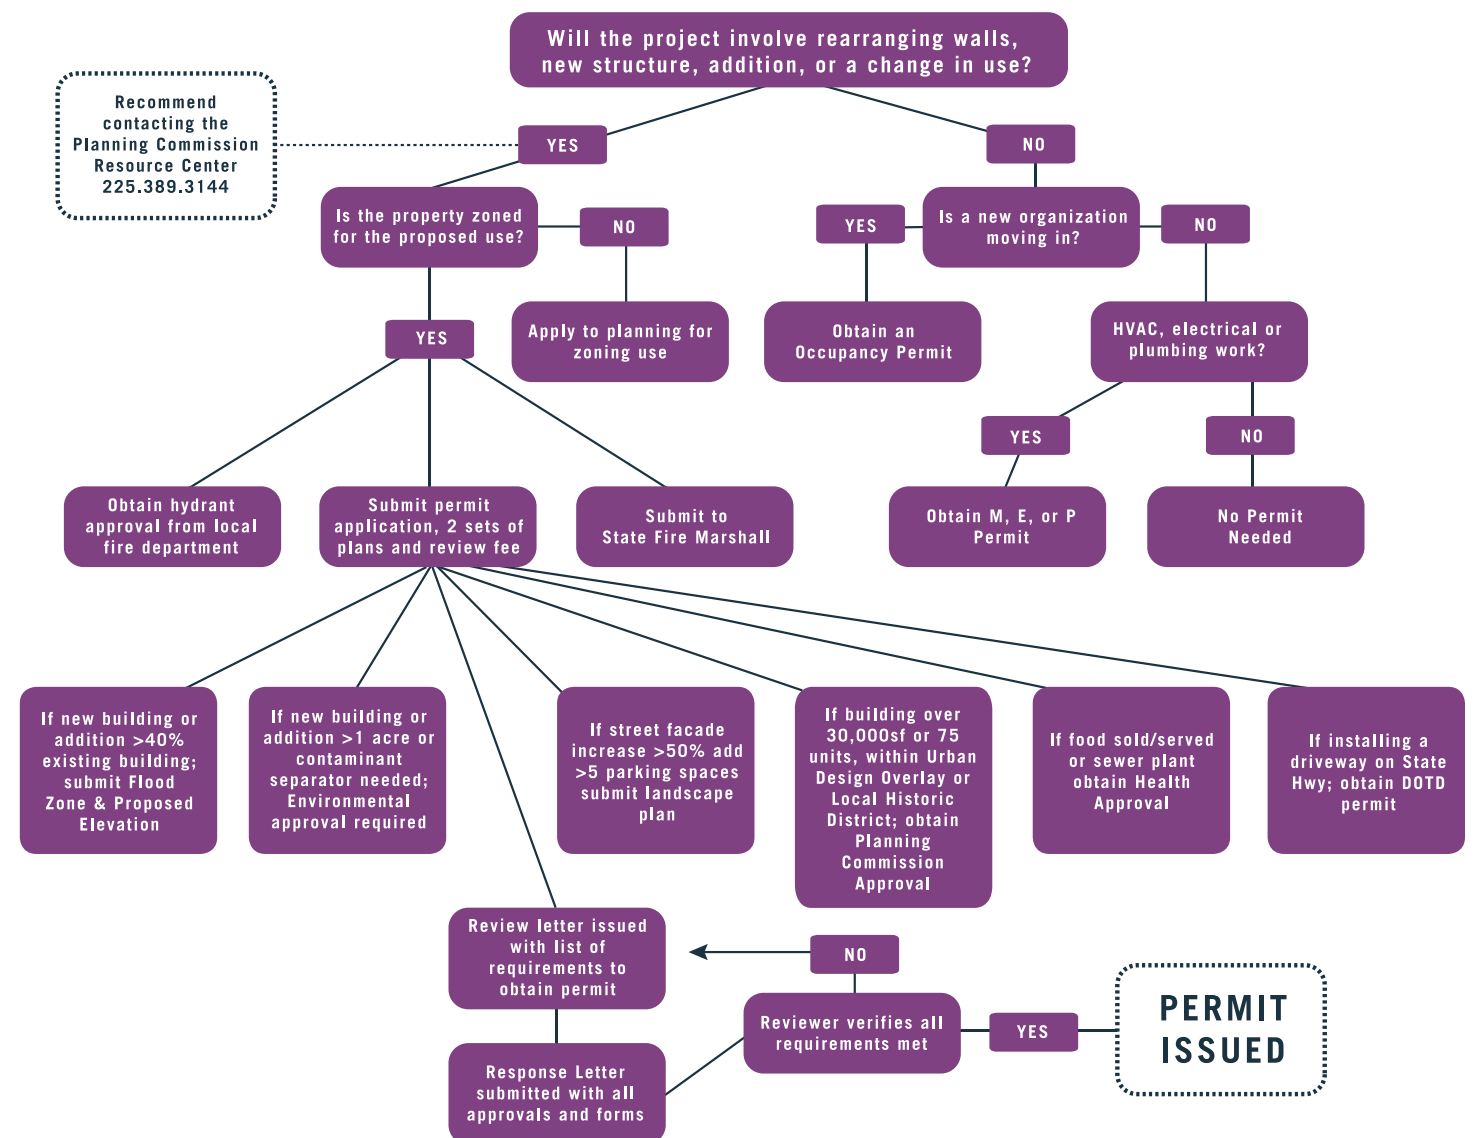 Will the project involve rearranging walls,
new structure, addition, or a change in use?
Recommend
contacting the
Planning Commission
Resource Center
225.389.3144
YES
NO
Is the property zoned
for the proposed use?
NO
YES
Is a new organization
moving in?
NO
YES
Apply to planning for
zoning use
Obtain an
Occupancy Permit
HVAC, electrical or
plumbing work?
YES
NO
Obtain hydrant
approval from local
fire department
Submit permit
application, 2 sets of
plans and review fee
Submit to
State Fire Marshall
Obtain M, E, or P
Permit
No Permit
Needed
If new building or
addition >40%
existing building;
submit Flood
Zone & Proposed
Elevation
If new building or
addition >1 acre or
contaminant
separator needed;
Environmental
approval required
If street facade
increase >50% add
>5 parking spaces
submit landscape
plan
If building over
30,000sf or 75
units, within Urban
Design Overlay or
Local Historic
District; obtain
Planning
Commission
Approval
If food sold/served
or sewer plant
obtain Health
Approval
If installing a
driveway on State
Hwy; obtain DOTD
permit
Review letter issued
with list of
requirements to
obtain permit
NO
Reviewer verifies all
requirements met
YES
PERMIT
ISSUED
Response Letter
submitted with all
approvals and forms